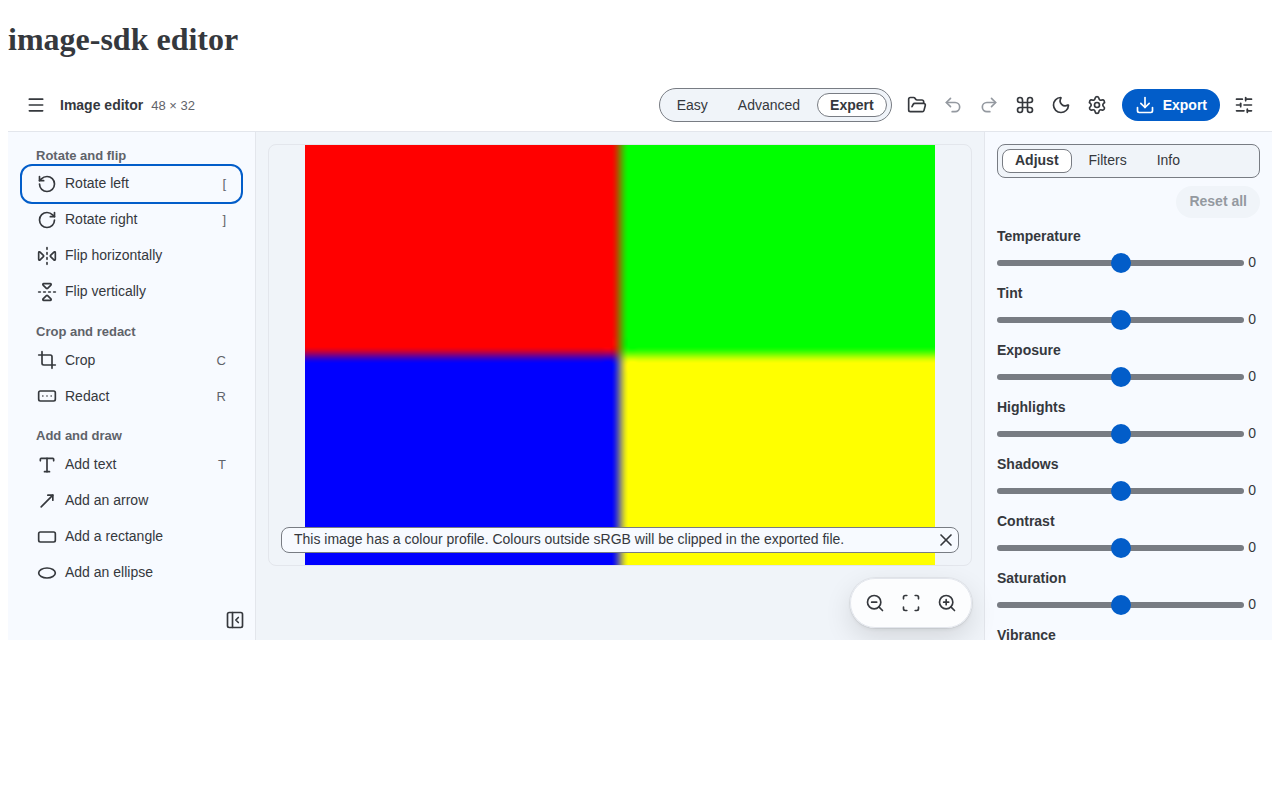 image-sdk editor
Image editor 48 × 32
Easy Advanced Expert
Export
Rotate and flip
Rotate left [
Rotate right ]
Flip horizontally
Flip vertically
Crop and redact
Crop C
Redact R
Add and draw
Add text T
Add an arrow
Add a rectangle
Add an ellipse
This image has a colour profile. Colours outside sRGB will be clipped in the exported file.
Adjust Filters Info
Reset all
Temperature
0
Tint
0
Exposure
0
Highlights
0
Shadows
0
Contrast
0
Saturation
0
Vibrance